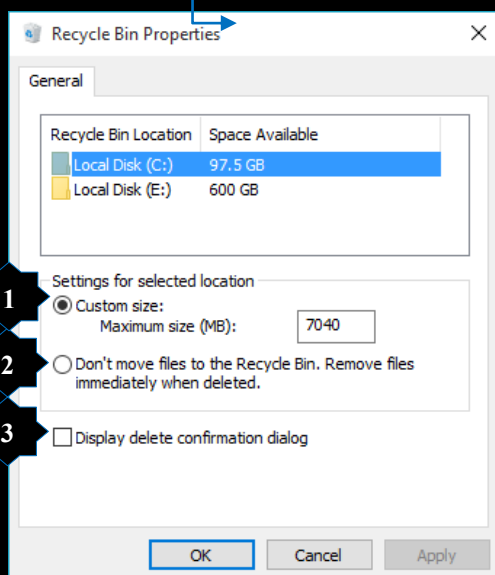 Recycle Bin Properties
General
Recycle Bin Location Space Available
Local Disk (C:) 97.5 GB
Local Disk (E:) 600 GB
Settings for selected location
1
Custom size:
Maximum size (MB): 7040
2
Don't move files to the Recycle Bin. Remove files
immediately when deleted.
3
Display delete confirmation dialog
OK Cancel Apply